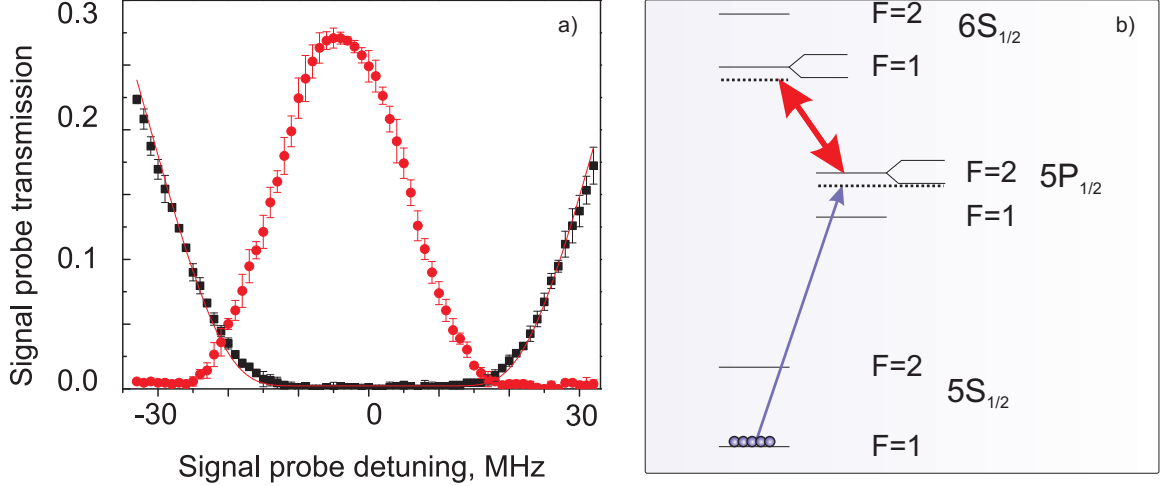 a)
0.3
0.2
0.1
0.0
-30
0
30
Signal probe transmission
Signal probe detuning, MHz
b)
F=2
6S1/2
F=1
F=2
5P1/2
F=1
F=2
5S1/2
F=1